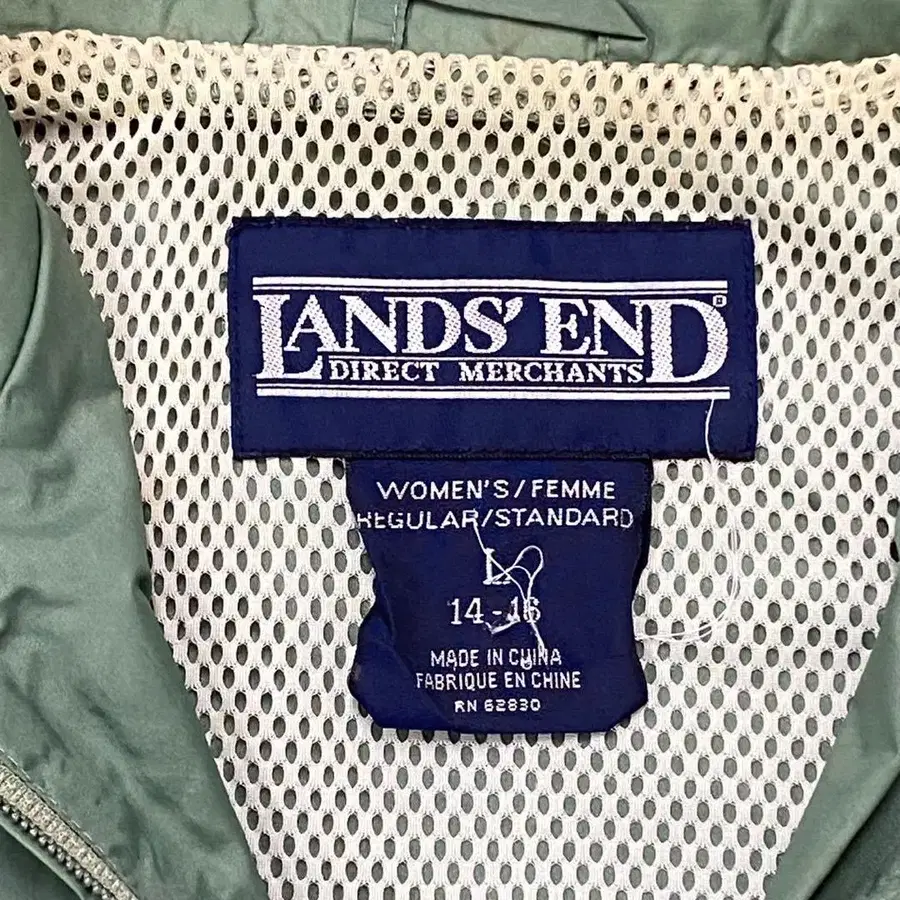 LANDS' END®
DIRECT MERCHANTS
WOMEN'S/FEMME
REGULAR/STANDARD
L
14-16
MADE IN CHINA
FABRIQUE EN CHINE
RN 62830